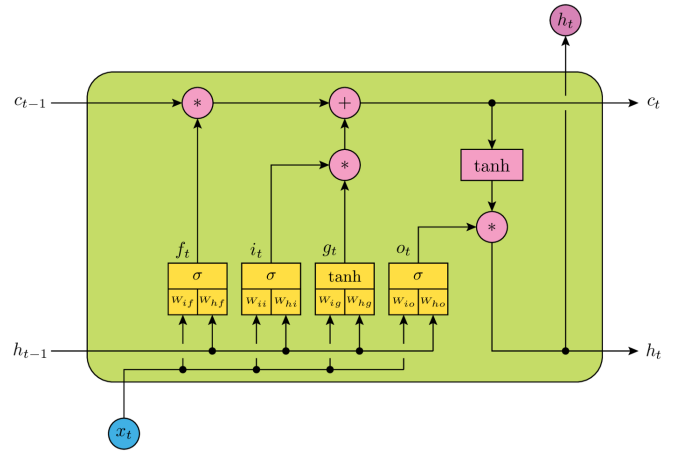 h_t
c_{t−1} * + c_t
* tanh
*
f_t i_t g_t o_t
σ σ tanh σ
W_{if} W_{hf} W_{ii} W_{hi} W_{ig} W_{hg} W_{io} W_{ho}
h_{t−1} h_t
x_t